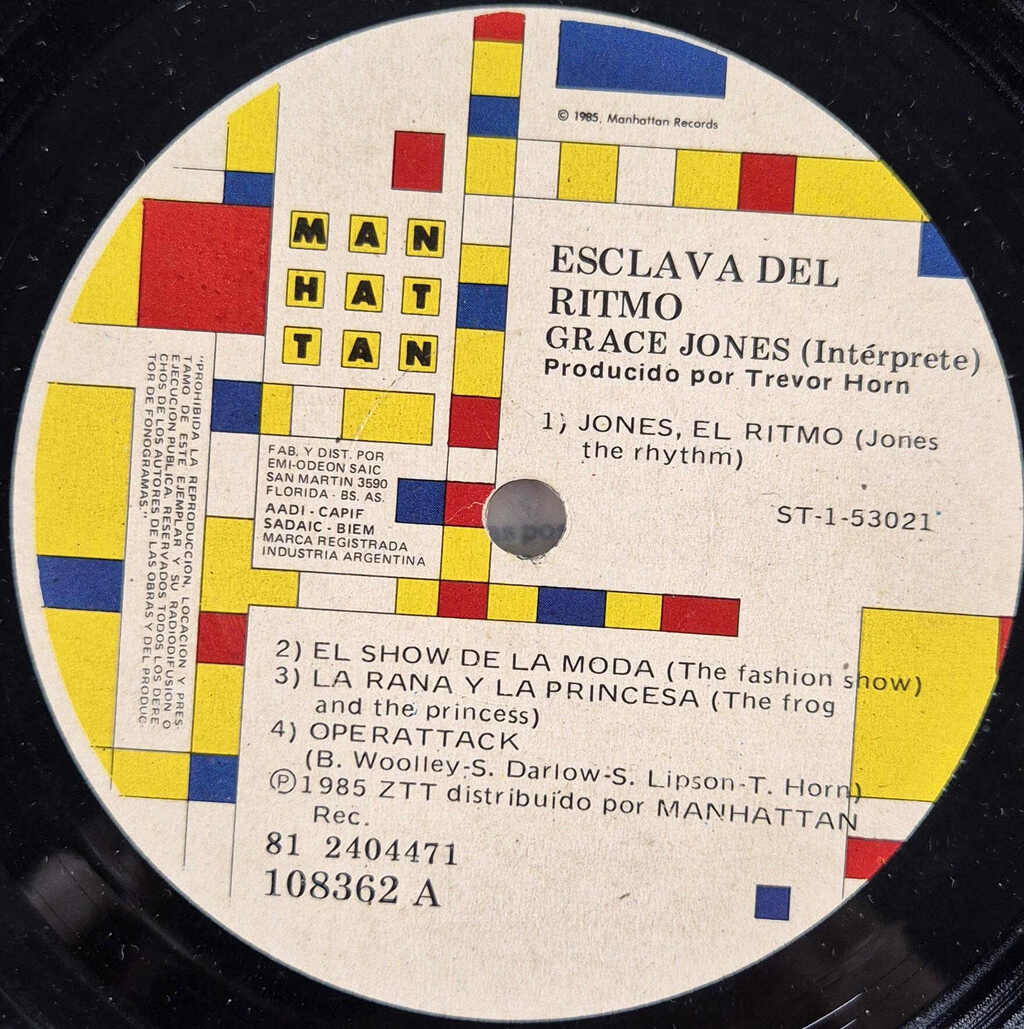 © 1985, Manhattan Records
MAN
HAT
TAN
ESCLAVA DEL
RITMO
GRACE JONES (Intérprete)
Producido por Trevor Horn
1) JONES, EL RITMO (Jones
the rhythm)
ST-1-53021
"PROHIBIDA LA REPRODUCCION, LOCACION Y PRES-
TAMO DE ESTE EJEMPLAR Y SU RADIODIFUSION O
EJECUCION PUBLICA. RESERVADOS TODOS LOS DERE-
CHOS DE LOS AUTORES DE LAS OBRAS Y DEL PRODUC-
TOR DE FONOGRAMAS."
FAB. Y DIST. POR
EMI-ODEON SAIC
SAN MARTIN 3590
FLORIDA - BS. AS.
AADI - CAPIF
SADAIC - BIEM
MARCA REGISTRADA
INDUSTRIA ARGENTINA
2) EL SHOW DE LA MODA (The fashion show)
3) LA RANA Y LA PRINCESA (The frog
and the princess)
4) OPERATTACK
(B. Woolley-S. Darlow-S. Lipson-T. Horn)
℗1985 ZTT distribuído por MANHATTAN
Rec.
81 2404471
108362 A